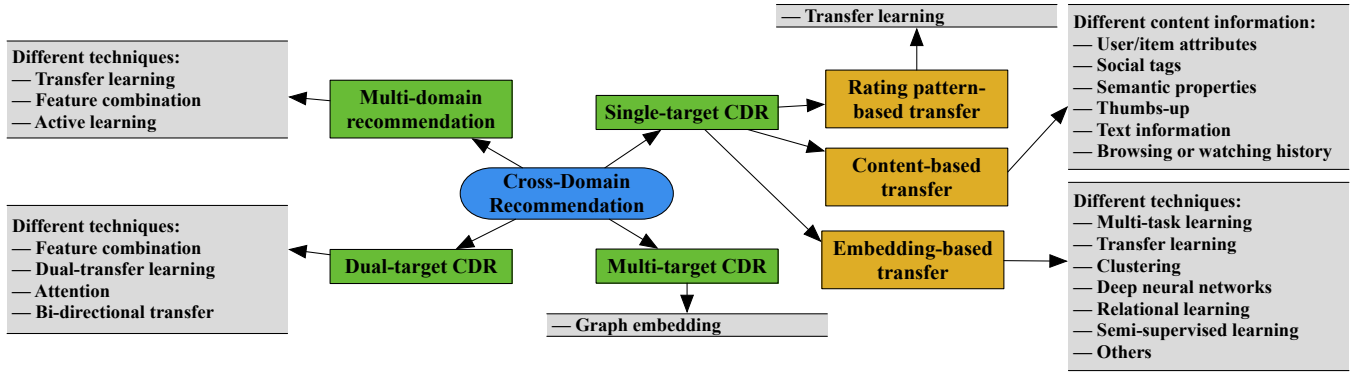 — Transfer learning
Different techniques:
— Transfer learning
— Feature combination
— Active learning
Multi-domain
recommendation
Single-target CDR
Rating pattern-
based transfer
Content-based
transfer
Different content information:
— User/item attributes
— Social tags
— Semantic properties
— Thumbs-up
— Text information
— Browsing or watching history
Cross-Domain
Recommendation
Different techniques:
— Feature combination
— Dual-transfer learning
— Attention
— Bi-directional transfer
Dual-target CDR
Multi-target CDR
— Graph embedding
Embedding-based
transfer
Different techniques:
— Multi-task learning
— Transfer learning
— Clustering
— Deep neural networks
— Relational learning
— Semi-supervised learning
— Others